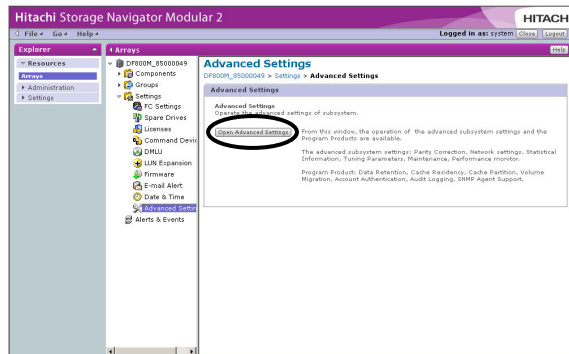 Hitachi Storage Navigator Modular 2
HITACH
File Go Help
Logged in as: system Close Logout
Explorer
Arrays
Help
Resources
Arrays
Administration
Settings
DF800M_85000049
Components
Groups
Settings
FC Settings
Spare Drives
Licenses
Command Devic
DMLU
LUN Expansion
Firmware
E-mail Alert
Date & Time
Advanced Settin
Alerts & Events
Advanced Settings
DF800M_85000049 > Settings > Advanced Settings
Advanced Settings
Advanced Settings
Operate the advanced settings of subsystem.
Open Advanced Settings
From this window, the operation of the advanced subsystem settings and the
Program Products are available.
The advanced subsystem settings: Parity Correction, Network settings, Statistical
Information, Tuning Parameters, Maintenance, Performance monitor.
Program Product: Data Retention, Cache Residency, Cache Partition, Volume
Migration, Account Authentication, Audit Logging, SNMP Agent Support.